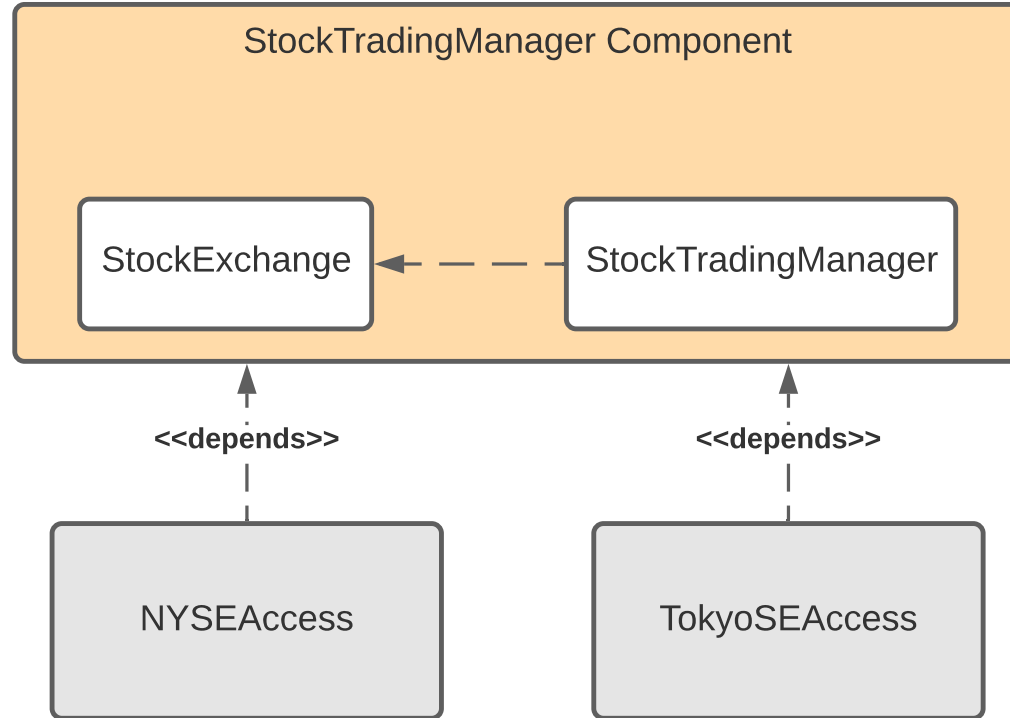 StockTradingManager Component
StockExchange
StockTradingManager
<<depends>>
<<depends>>
NYSEAccess
TokyoSEAccess